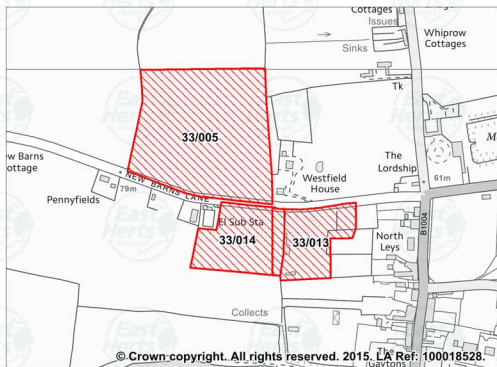 Cottages
Issues
Whiprow
Cottages
Sinks
Tk
33/005
ew Barns
ottage
NEW BARNS LANE
79m
Pennyfields
Westfield
House
The
Lordship
61m
El Sub Sta
33/014
33/013
North
Leys
B1004
M
Collects
The
Gaytons
© Crown copyright. All rights reserved. 2015. LA Ref: 100018528.
East
Herts